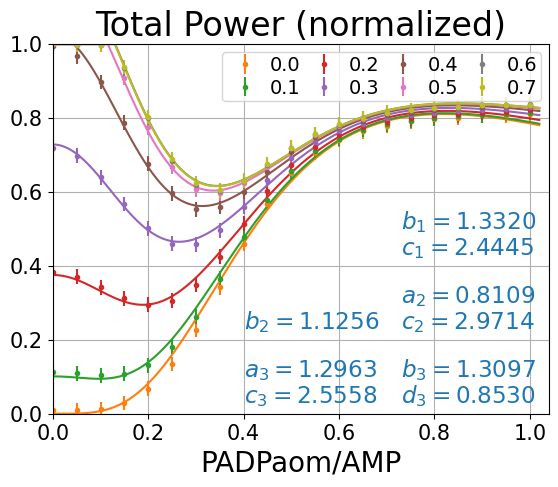 Total Power (normalized)
1.0
0.8
0.6
0.4
0.2
0.0
0.0 0.2 0.4 0.6
0.1 0.3 0.5 0.7
b₁ = 1.3320
c₁ = 2.4445
a₂ = 0.8109
b₂ = 1.1256 c₂ = 2.9714
a₃ = 1.2963 b₃ = 1.3097
c₃ = 2.5558 d₃ = 0.8530
0.0 0.2 0.4 0.6 0.8 1.0
PADPaom/AMP